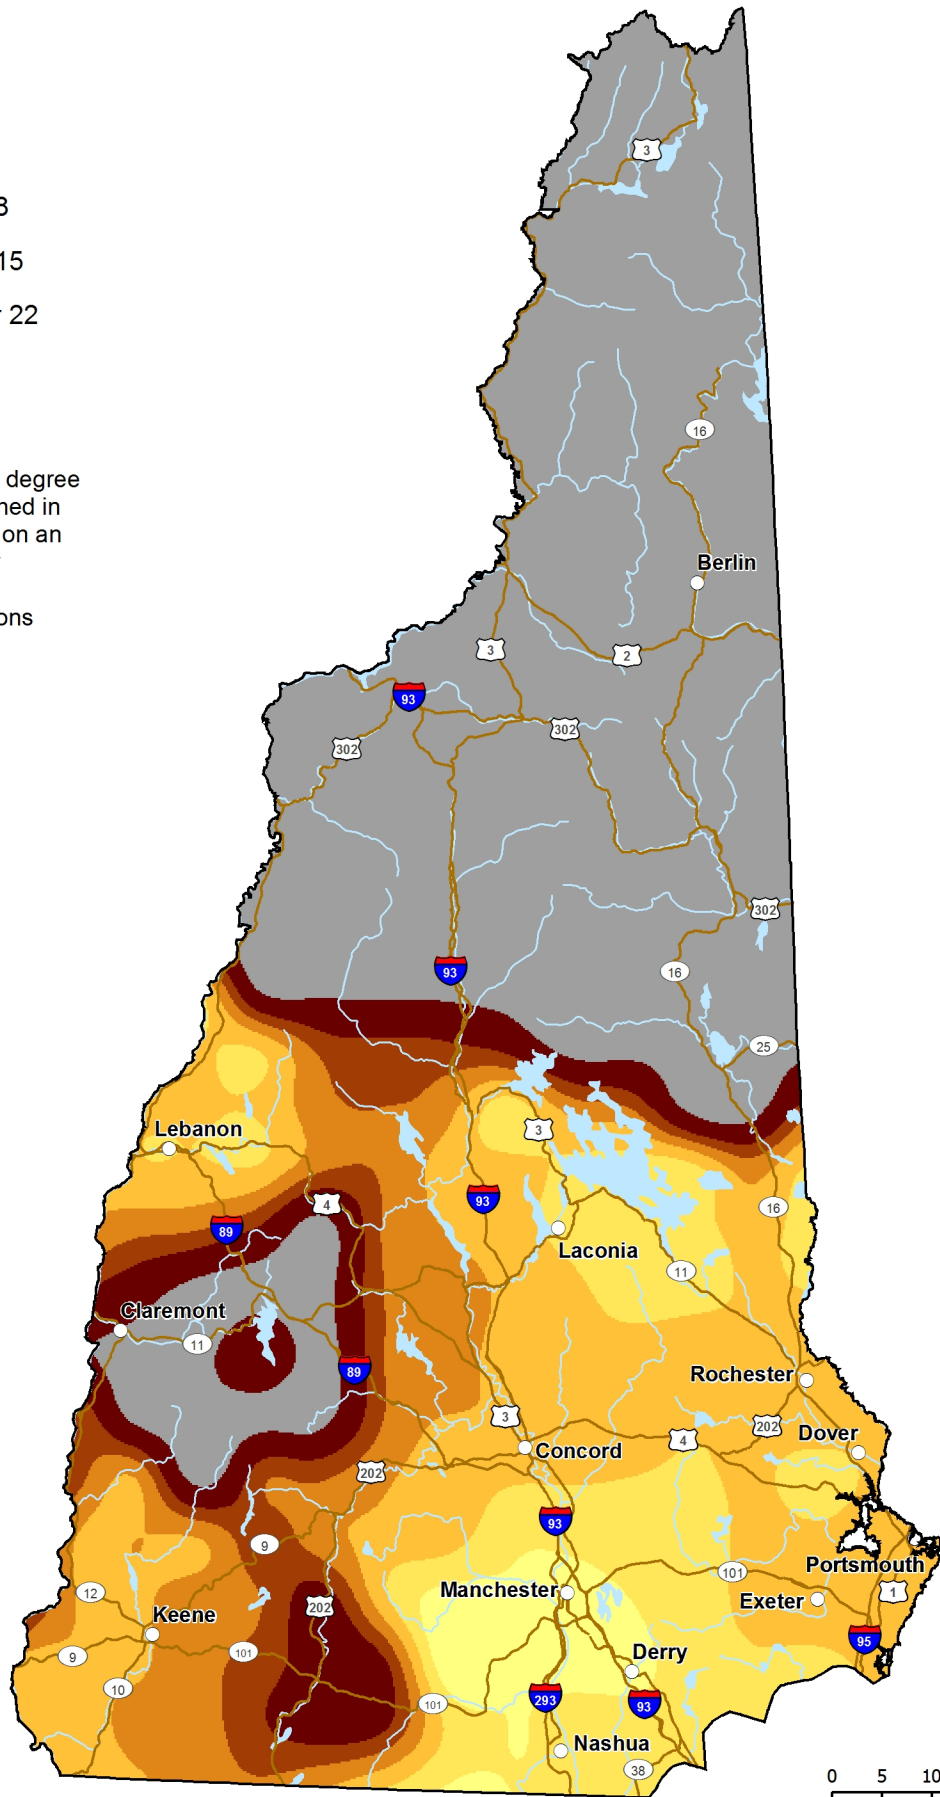 3
3
15
22
16
degree
ned in
on an
Berlin
ons
3
2
93
302
302
302
93
16
25
Lebanon
3
93
4
16
89
Laconia
11
Claremont
11
89
Rochester
3
202
Dover
4
Concord
202
93
9
Portsmouth
101
12
Manchester
1
Exeter
202
Keene
95
Derry
101
9
10
293
93
101
Nashua
38
0 5 10